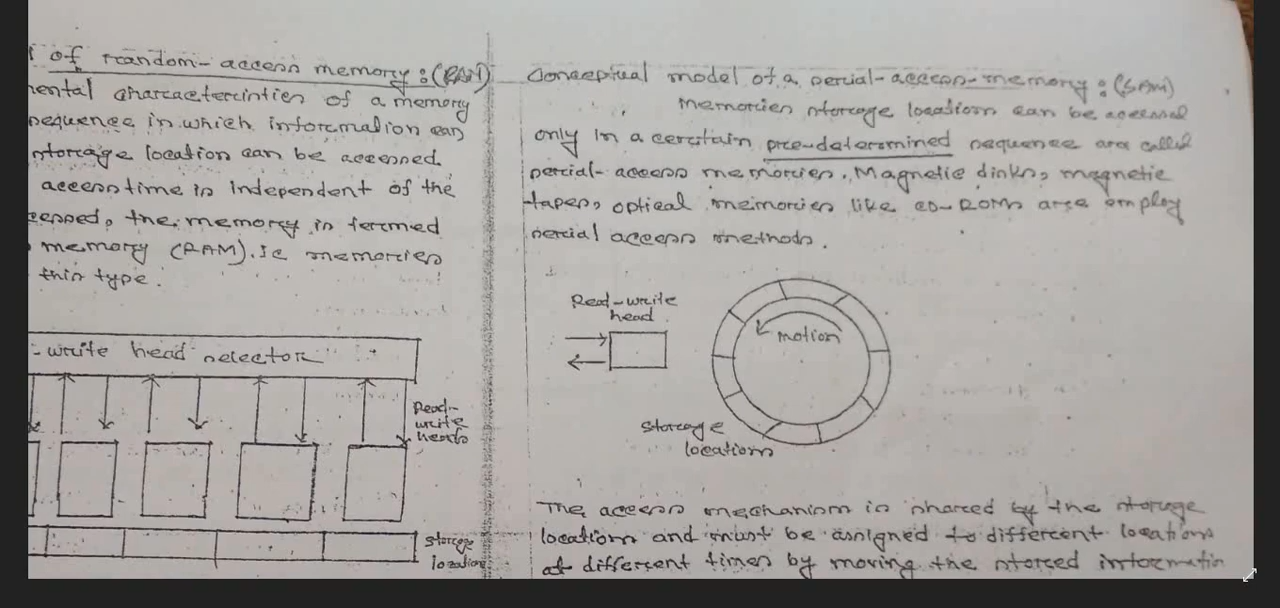 of random-access memory : (RAM)
mental characteristics of a memory
sequence in which information can
storage location can be accessed.
access time is independent of the
the memory is termed
memory (RAM). Ic memories
this type.
-write head selector
Read-
write
heads
storage
location
Conceptual model of a serial-access-memory : (SAM)
Memories storage locations can be accessed
only in a certain pre-determined sequence are called
serial-access memories. Magnetic disks, magnetic
tapes, optical memories like CD-ROMs are employ
serial access methods.
Read-write
head
motion
storage
locations
The access mechanism is shared by the storage
locations and must be assigned to different locations
at different times by moving the stored information